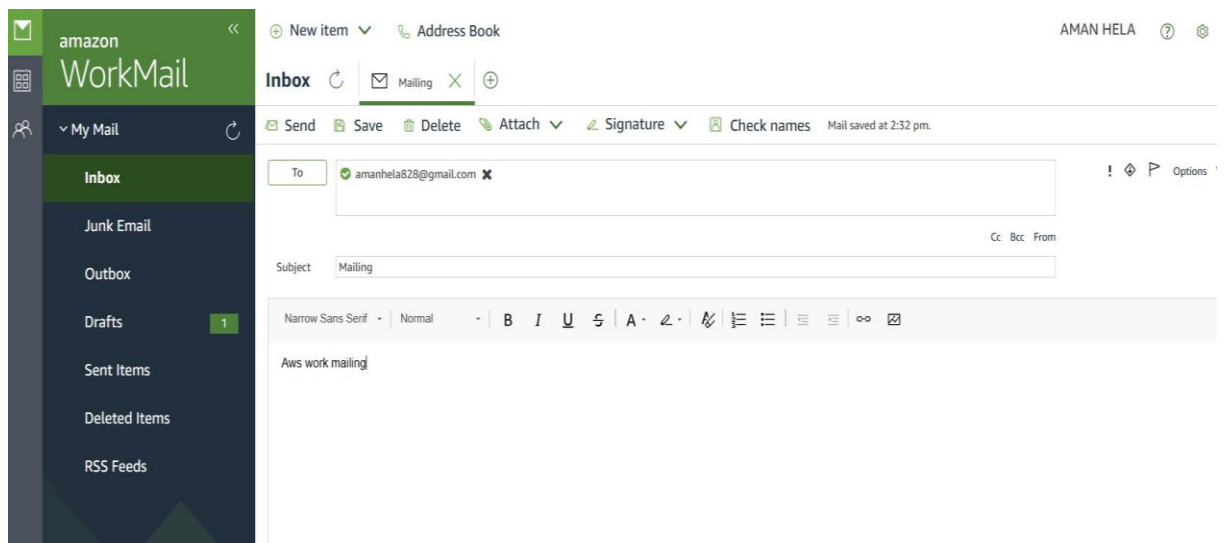 amazon
WorkMail
My Mail
Inbox
Junk Email
Outbox
Drafts 1
Sent Items
Deleted Items
RSS Feeds
New item Address Book AMAN HELA ?
Inbox Mailing
Send Save Delete Attach Signature Check names Mail saved at 2:32 pm.
To amanhela828@gmail.com ! Options
Cc Bcc From
Subject Mailing
Narrow Sans Serif Normal B I U S A
Aws work mailing